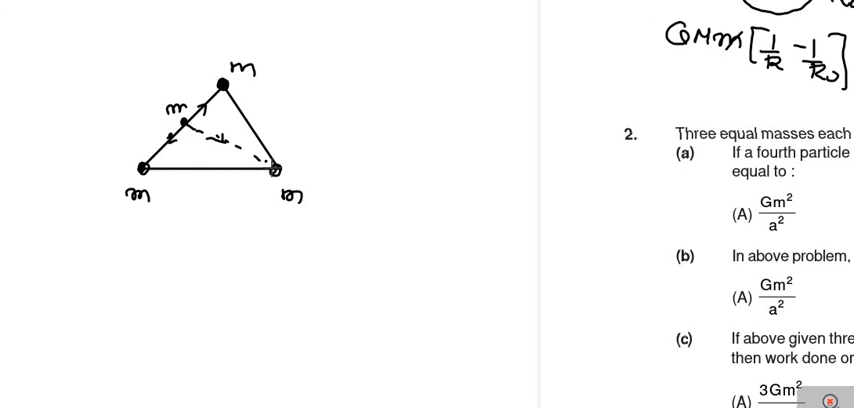 m
m
m
m
GMm [1/R - 1/R0]
2. Three equal masses each
(a) If a fourth particle
equal to :
(A) Gm²/a²
(b) In above problem,
(A) Gm²/a²
(c) If above given thre
then work done or
(A) 3Gm²